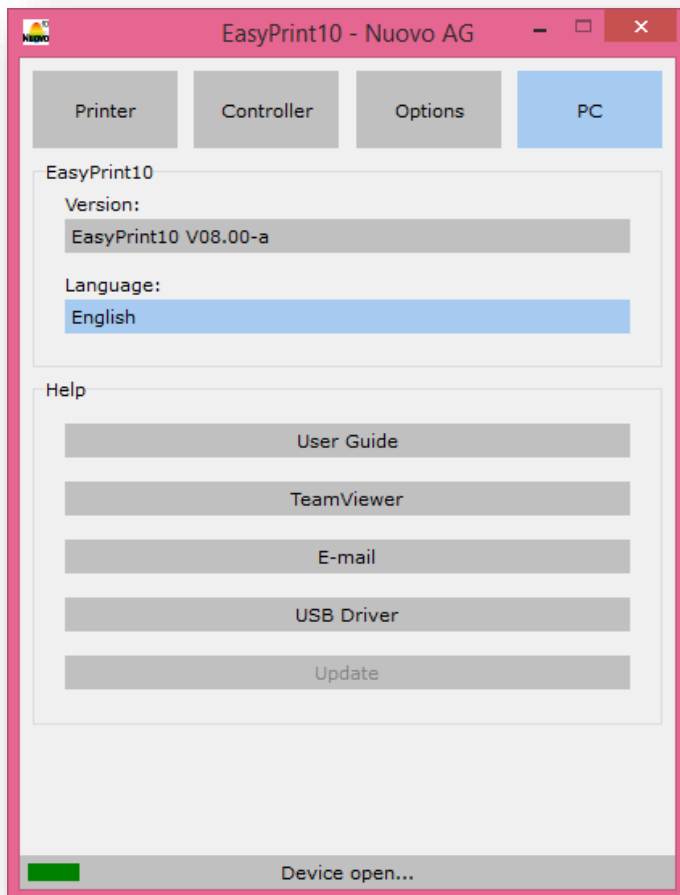 NUOVO
EasyPrint10 - Nuovo AG
Printer Controller Options PC
EasyPrint10
Version:
EasyPrint10 V08.00-a
Language:
English
Help
User Guide
TeamViewer
E-mail
USB Driver
Update
Device open...